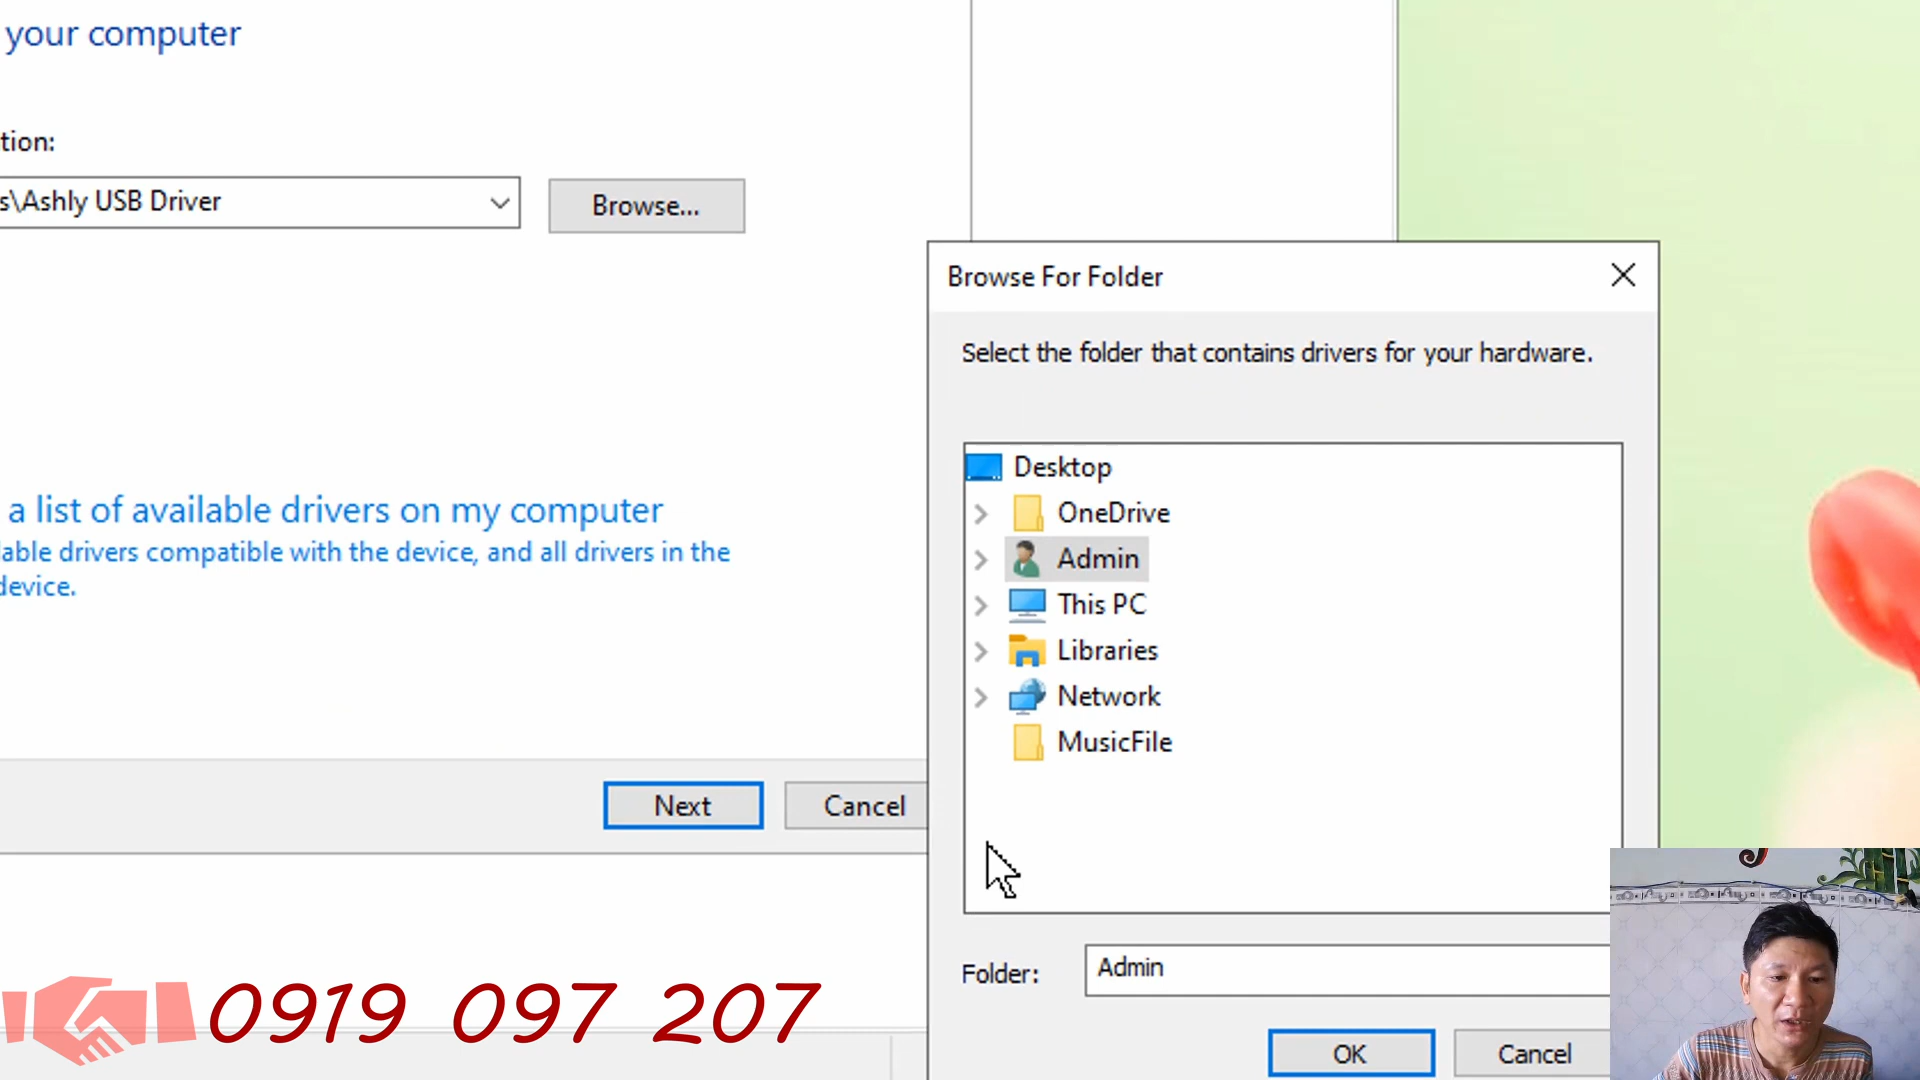 your computer
tion:
s\Ashly USB Driver
Browse...
a list of available drivers on my computer
lable drivers compatible with the device, and all drivers in the
device.
Next
Cancel
Browse For Folder
Select the folder that contains drivers for your hardware.
Desktop
OneDrive
Admin
This PC
Libraries
Network
MusicFile
Folder:
Admin
OK
Cancel
0919 097 207